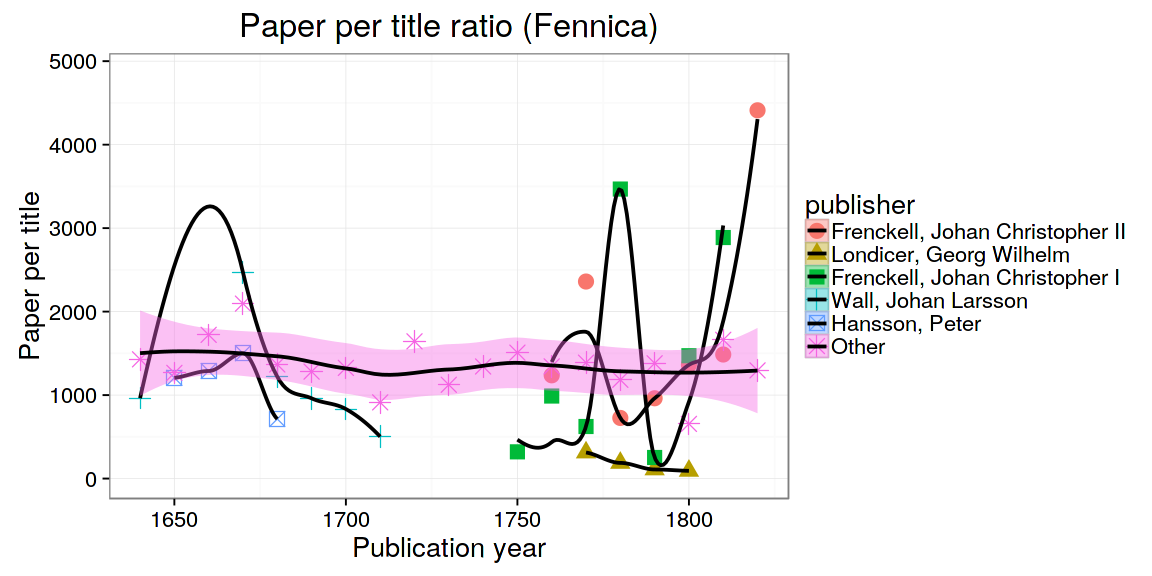 Paper per title ratio (Fennica)
5000
4000
3000
2000
1000
0
Paper per title
1650 1700 1750 1800
Publication year
publisher
Frenckell, Johan Christopher II
Londicer, Georg Wilhelm
Frenckell, Johan Christopher I
Wall, Johan Larsson
Hansson, Peter
Other